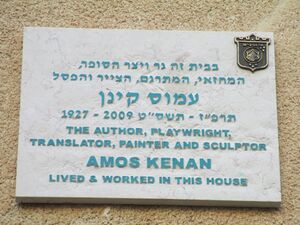 בבית זה גר ויצר הסופר,
המחזאי, המתרגם, הצייר והפסל
עמוס קינן
תרפ״ז - תשס״ט 2009 - 1927
THE AUTHOR, PLAYWRIGHT,
TRANSLATOR, PAINTER AND SCULPTOR
AMOS KENAN
LIVED & WORKED IN THIS HOUSE